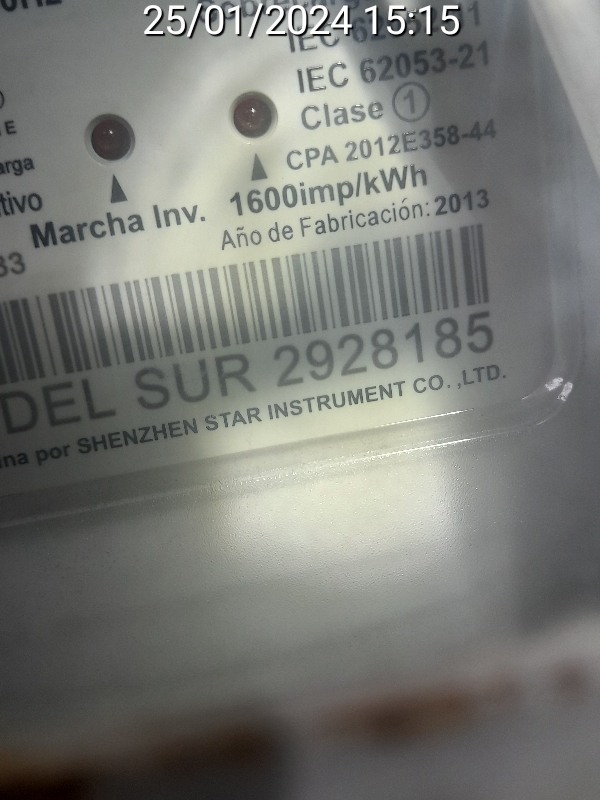 25/01/2024 15:15
IEC 62053-21
Clase 1
CPA 2012E358-44
Marcha Inv. 1600imp/kWh
Año de Fabricación: 2013
DEL SUR 2928185
por SHENZHEN STAR INSTRUMENT CO.,LTD.